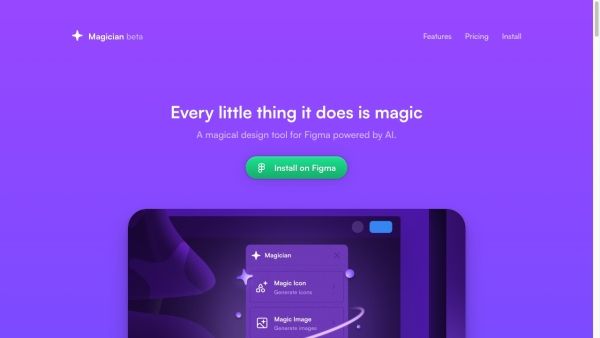 Magician beta
Features Pricing Install
Every little thing it does is magic
A magical design tool for Figma powered by AI.
Install on Figma
Magician
Magic Icon
Generate icons
Magic Image
Generate images